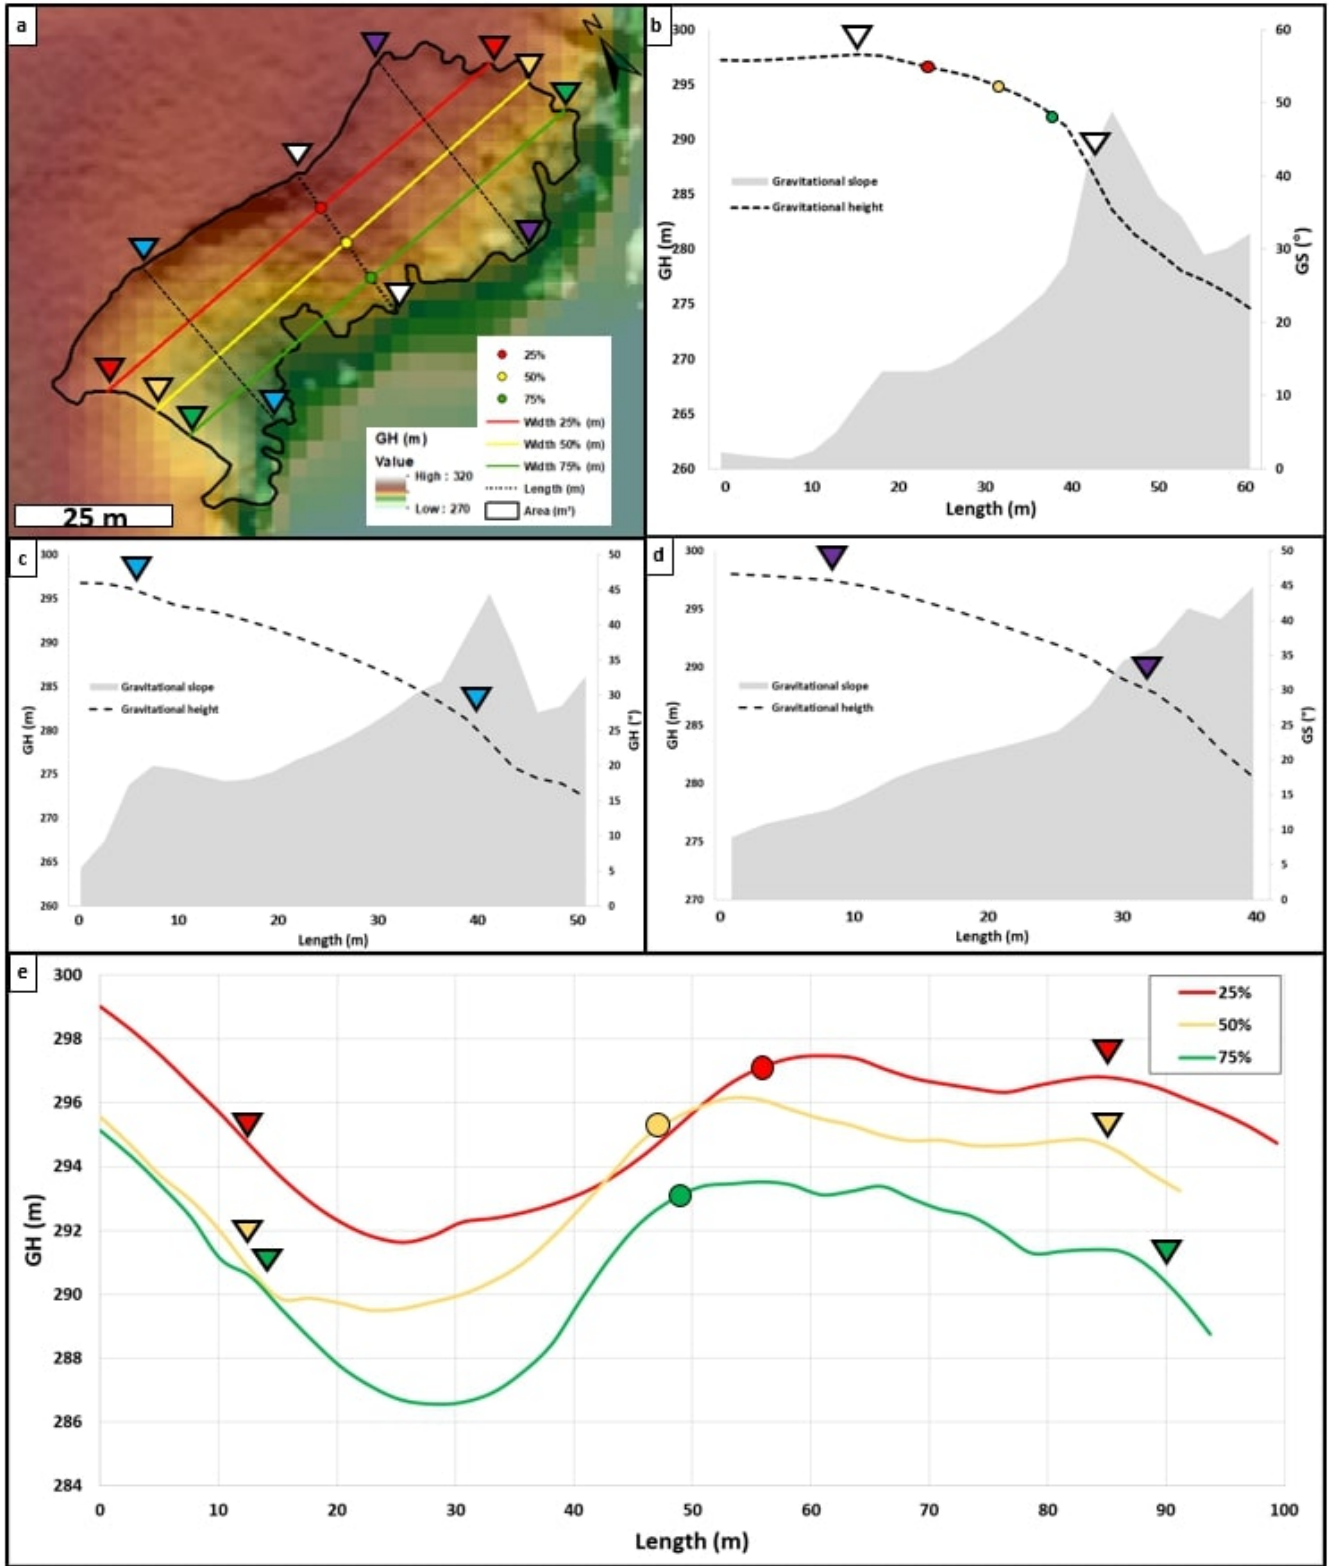 a
N
25%
50%
75%
Width 25% (m)
Width 50% (m)
Width 75% (m)
Length (m)
Area (m²)
GH (m)
Value
High : 320
Low : 270
25 m
b
300
295
290
285
280
275
270
265
260
GH (m)
60
50
40
30
20
10
0
GS (°)
Gravitational slope
Gravitational height
0 10 20 30 40 50 60
Length (m)
c
300
295
290
285
280
275
270
265
260
GH (m)
50
45
40
35
30
25
20
15
10
5
0
GH (°)
Gravitational slope
Gravitational height
0 10 20 30 40 50
Length (m)
d
300
295
290
285
280
275
270
GH (m)
50
45
40
35
30
25
20
15
10
5
0
GS (°)
Gravitational slope
Gravitational heigth
0 10 20 30 40
Length (m)
e
300
298
296
294
292
290
288
286
284
GH (m)
25%
50%
75%
0 10 20 30 40 50 60 70 80 90 100
Length (m)